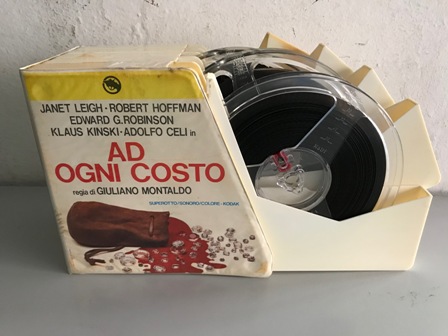 JANET LEIGH - ROBERT HOFFMAN
EDWARD G.ROBINSON
KLAUS KINSKI - ADOLFO CELI in
AD
OGNI COSTO
regia di GIULIANO MONTALDO
SUPEROTTO/SONORO/COLORE - KODAK